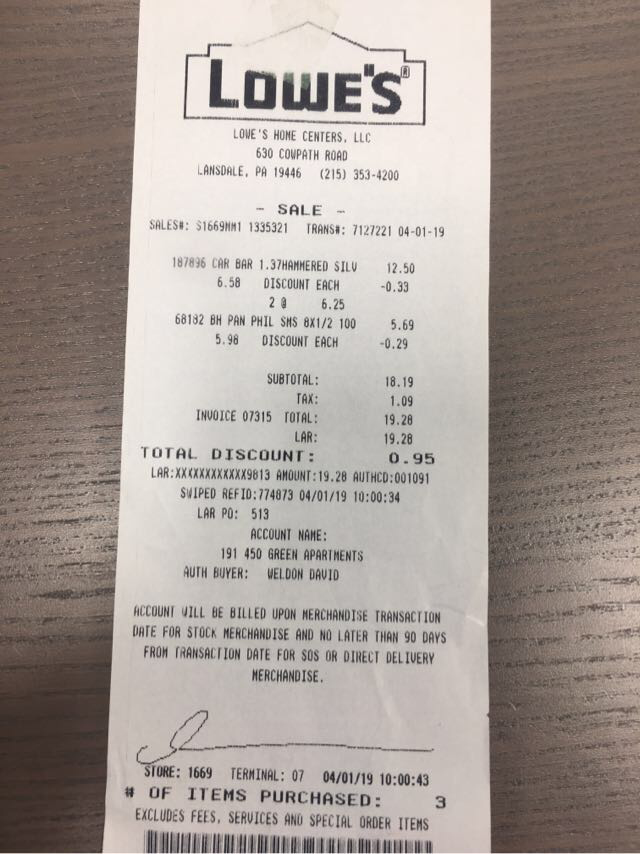 LOWE'S®
LOWE'S HOME CENTERS, LLC
630 COWPATH ROAD
LANSDALE, PA 19446 (215) 353-4200
- SALE -
SALES#: S1669MM1 1335321 TRANS#: 7127221 04-01-19
187896 CAR BAR 1.37HAMMERED SILV 12.50
6.58 DISCOUNT EACH -0.33
2 @ 6.25
68182 BH PAN PHIL SMS 8X1/2 100 5.69
5.98 DISCOUNT EACH -0.29
SUBTOTAL: 18.19
TAX: 1.09
INVOICE 07315 TOTAL: 19.28
LAR: 19.28
TOTAL DISCOUNT: 0.95
LAR:XXXXXXXXXXXX9813 AMOUNT:19.28 AUTHCD:001091
SWIPED REFID:774873 04/01/19 10:00:34
LAR PO: 513
ACCOUNT NAME:
191 450 GREEN APARTMENTS
AUTH BUYER: WELDON DAVID
ACCOUNT WILL BE BILLED UPON MERCHANDISE TRANSACTION
DATE FOR STOCK MERCHANDISE AND NO LATER THAN 90 DAYS
FROM TRANSACTION DATE FOR SOS OR DIRECT DELIVERY
MERCHANDISE.
STORE: 1669 TERMINAL: 07 04/01/19 10:00:43
# OF ITEMS PURCHASED: 3
EXCLUDES FEES, SERVICES AND SPECIAL ORDER ITEMS